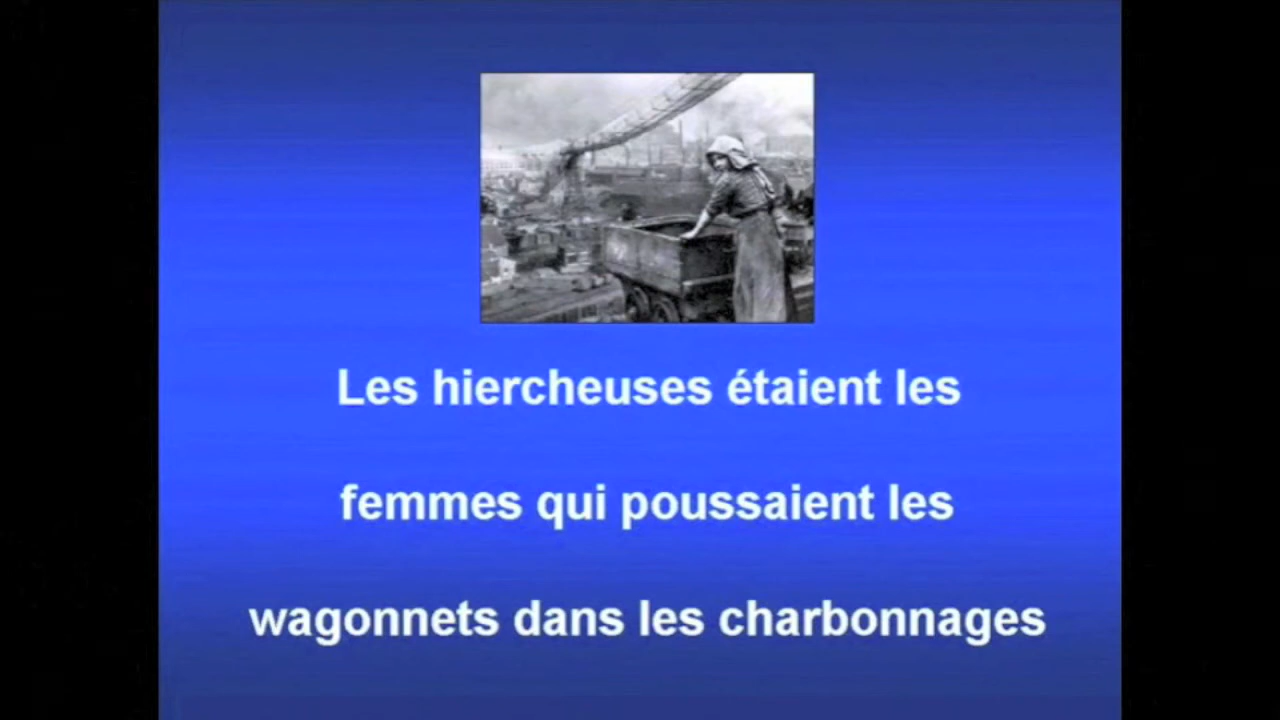 Les hiercheuses étaient les
femmes qui poussaient les
wagonnets dans les charbonnages